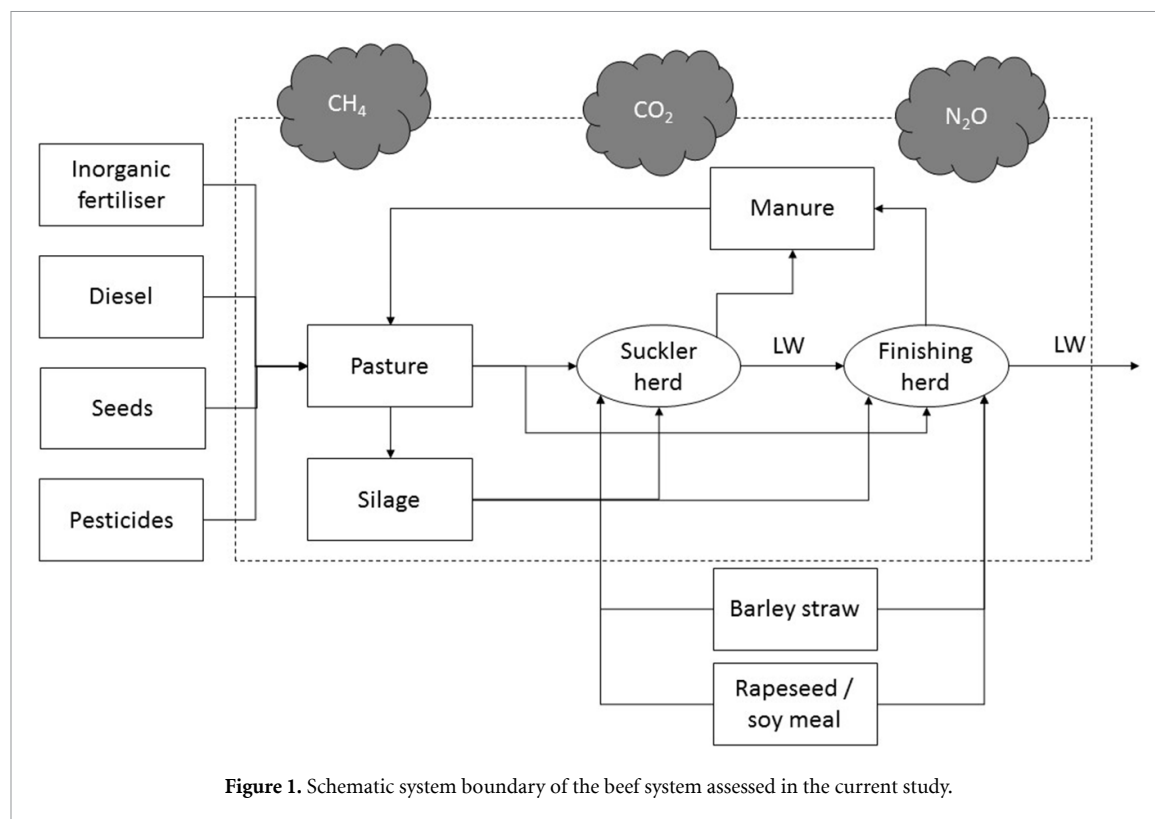 CH₄
CO₂
N₂O
Inorganic
fertiliser
Manure
Diesel
Pasture
Suckler
herd
LW
Finishing
herd
LW
Seeds
Silage
Pesticides
Barley straw
Rapeseed /
soy meal
Figure 1. Schematic system boundary of the beef system assessed in the current study.